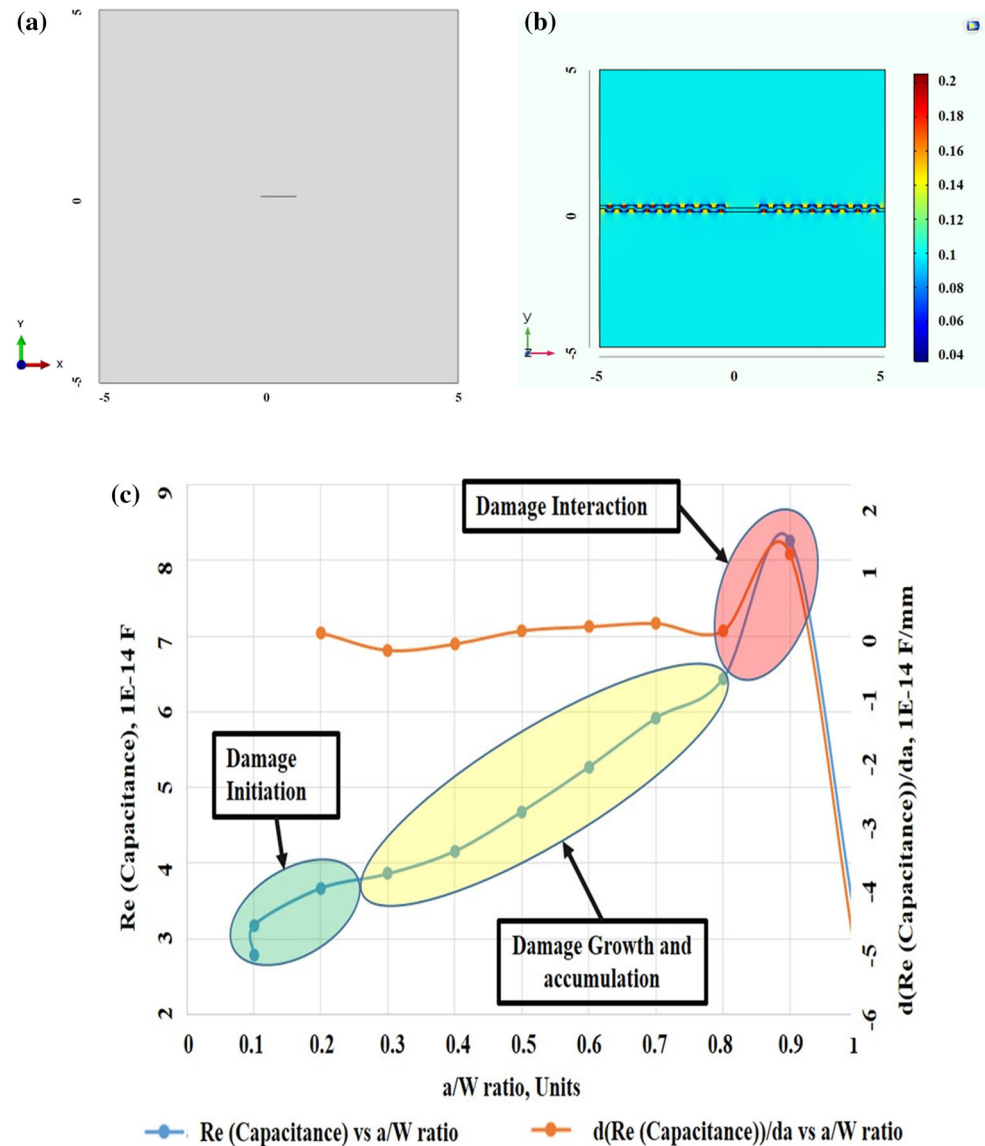 (a)
5
0
-5
Y
X
-5
0
5
(b)
5
0
-5
y
z
-5
0
5
0.2
0.18
0.16
0.14
0.12
0.1
0.08
0.06
0.04
(c)
Re (Capacitance), 1E-14 F
9
8
7
6
5
4
3
2
Damage Interaction
Damage
Initiation
Damage Growth and
accumulation
2
1
0
-1
-2
-3
-4
-5
-6
d(Re (Capacitance))/da, 1E-14 F/mm
0
0.1
0.2
0.3
0.4
0.5
0.6
0.7
0.8
0.9
1
a/W ratio, Units
Re (Capacitance) vs a/W ratio
d(Re (Capacitance))/da vs a/W ratio